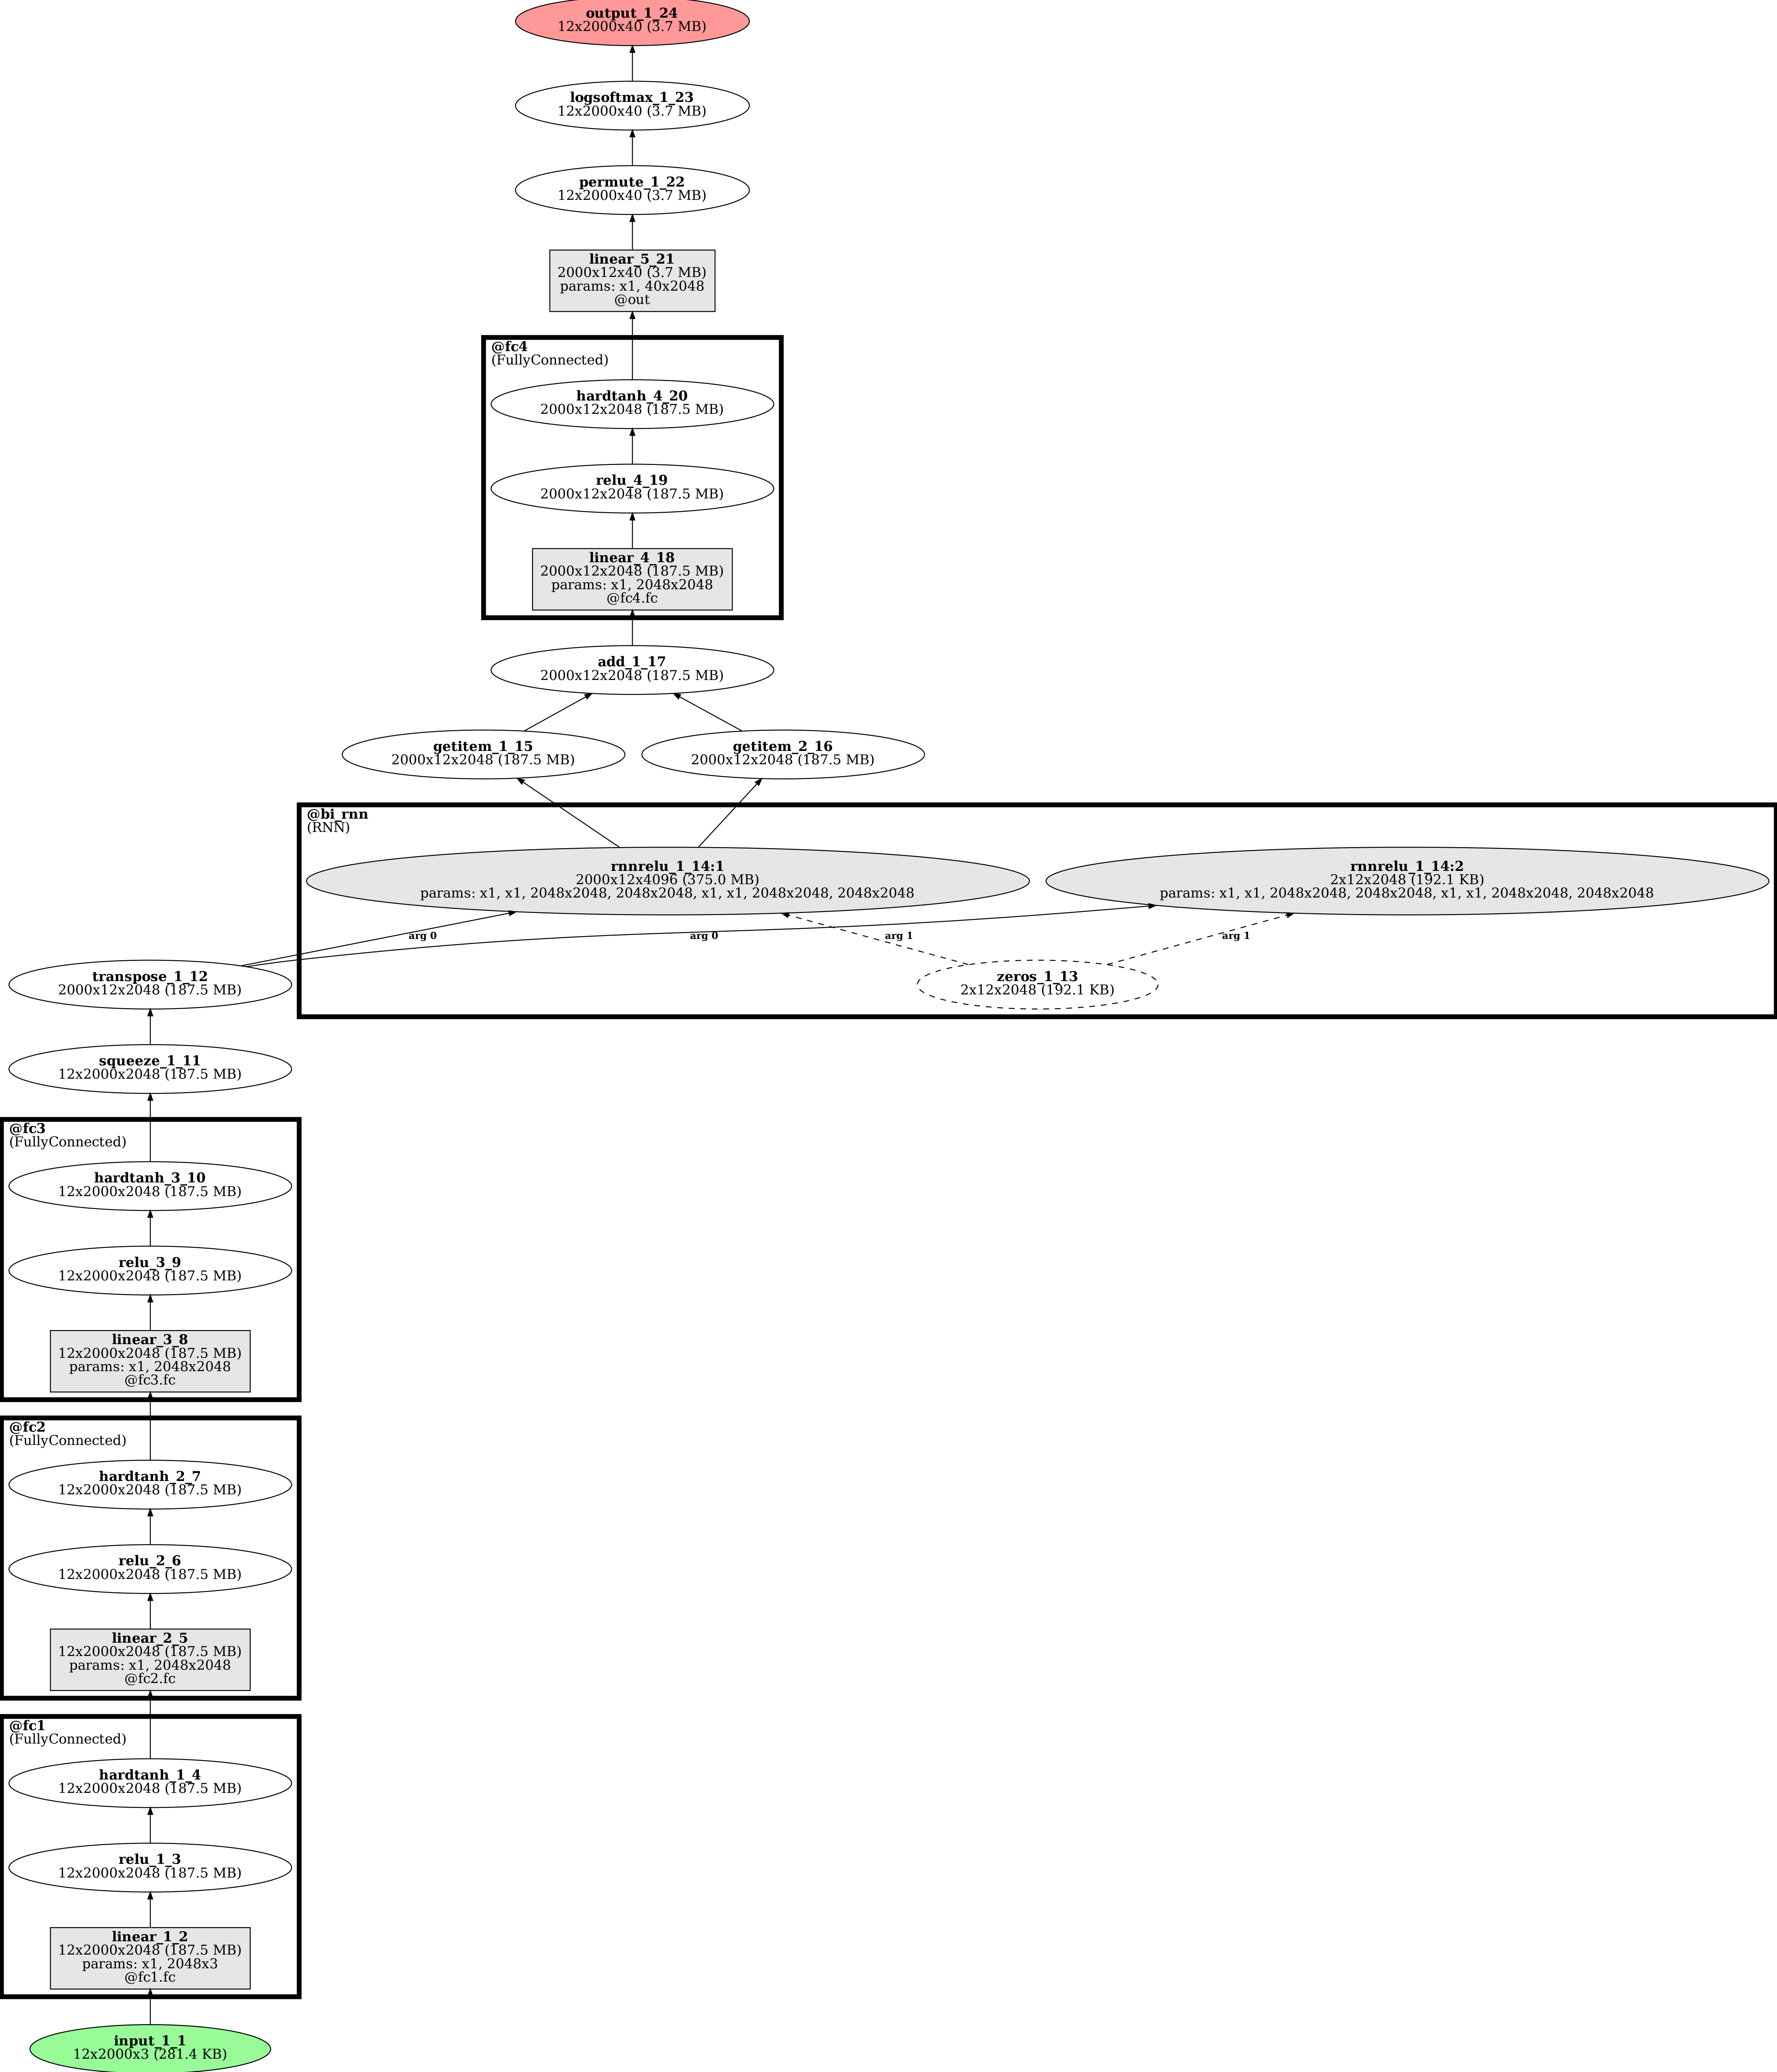 output_1_24
12x2000x40 (3.7 MB)
logsoftmax_1_23
12x2000x40 (3.7 MB)
permute_1_22
12x2000x40 (3.7 MB)
linear_5_21
2000x12x40 (3.7 MB)
params: x1, 40x2048
@out
@fc4
(FullyConnected)
hardtanh_4_20
2000x12x2048 (187.5 MB)
relu_4_19
2000x12x2048 (187.5 MB)
linear_4_18
2000x12x2048 (187.5 MB)
params: x1, 2048x2048
@fc4.fc
add_1_17
2000x12x2048 (187.5 MB)
getitem_1_15
2000x12x2048 (187.5 MB)
getitem_2_16
2000x12x2048 (187.5 MB)
@bi_rnn
(RNN)
rnnrelu_1_14:1
2000x12x4096 (375.0 MB)
params: x1, x1, 2048x2048, 2048x2048, x1, x1, 2048x2048, 2048x2048
rnnrelu_1_14:2
2x12x2048 (192.1 KB)
params: x1, x1, 2048x2048, 2048x2048, x1, x1, 2048x2048, 2048x2048
arg 0
arg 0
arg 1
arg 1
transpose_1_12
2000x12x2048 (187.5 MB)
zeros_1_13
2x12x2048 (192.1 KB)
squeeze_1_11
12x2000x2048 (187.5 MB)
@fc3
(FullyConnected)
hardtanh_3_10
12x2000x2048 (187.5 MB)
relu_3_9
12x2000x2048 (187.5 MB)
linear_3_8
12x2000x2048 (187.5 MB)
params: x1, 2048x2048
@fc3.fc
@fc2
(FullyConnected)
hardtanh_2_7
12x2000x2048 (187.5 MB)
relu_2_6
12x2000x2048 (187.5 MB)
linear_2_5
12x2000x2048 (187.5 MB)
params: x1, 2048x2048
@fc2.fc
@fc1
(FullyConnected)
hardtanh_1_4
12x2000x2048 (187.5 MB)
relu_1_3
12x2000x2048 (187.5 MB)
linear_1_2
12x2000x2048 (187.5 MB)
params: x1, 2048x3
@fc1.fc
input_1_1
12x2000x3 (281.4 KB)